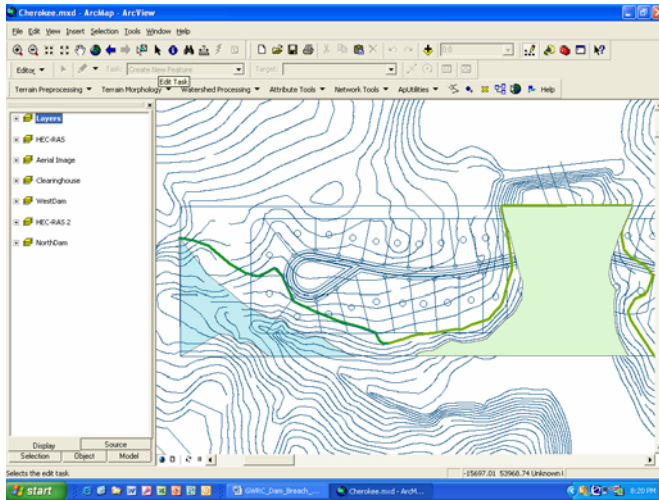 Cherokee.mxd - ArcMap - ArcView
File Edit View Insert Selection Tools Window Help
0.0
Editor Task: Create New Feature Target:
Edit Task
Terrain Preprocessing Terrain Morphology Watershed Processing Attribute Tools Network Tools ApUtilities Help
Layers
HEC-RAS
Aerial Image
Clearinghouse
WestDam
HEC-RAS-2
NorthDam
Display Source
Selection Object Model
Selects the edit task -15697.01 53968.74 Unknown
start GWRC_Dam_Breach_... Cherokee.mxd - ArcM... 8:20 PM